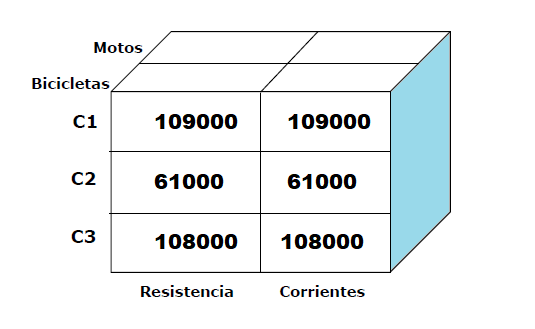 Motos
Bicicletas
C1 109000 109000
C2 61000 61000
C3 108000 108000
Resistencia Corrientes